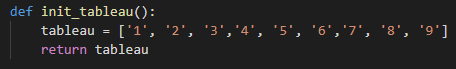 def init_tableau():
    tableau = ['1', '2', '3','4', '5', '6','7', '8', '9']
    return tableau